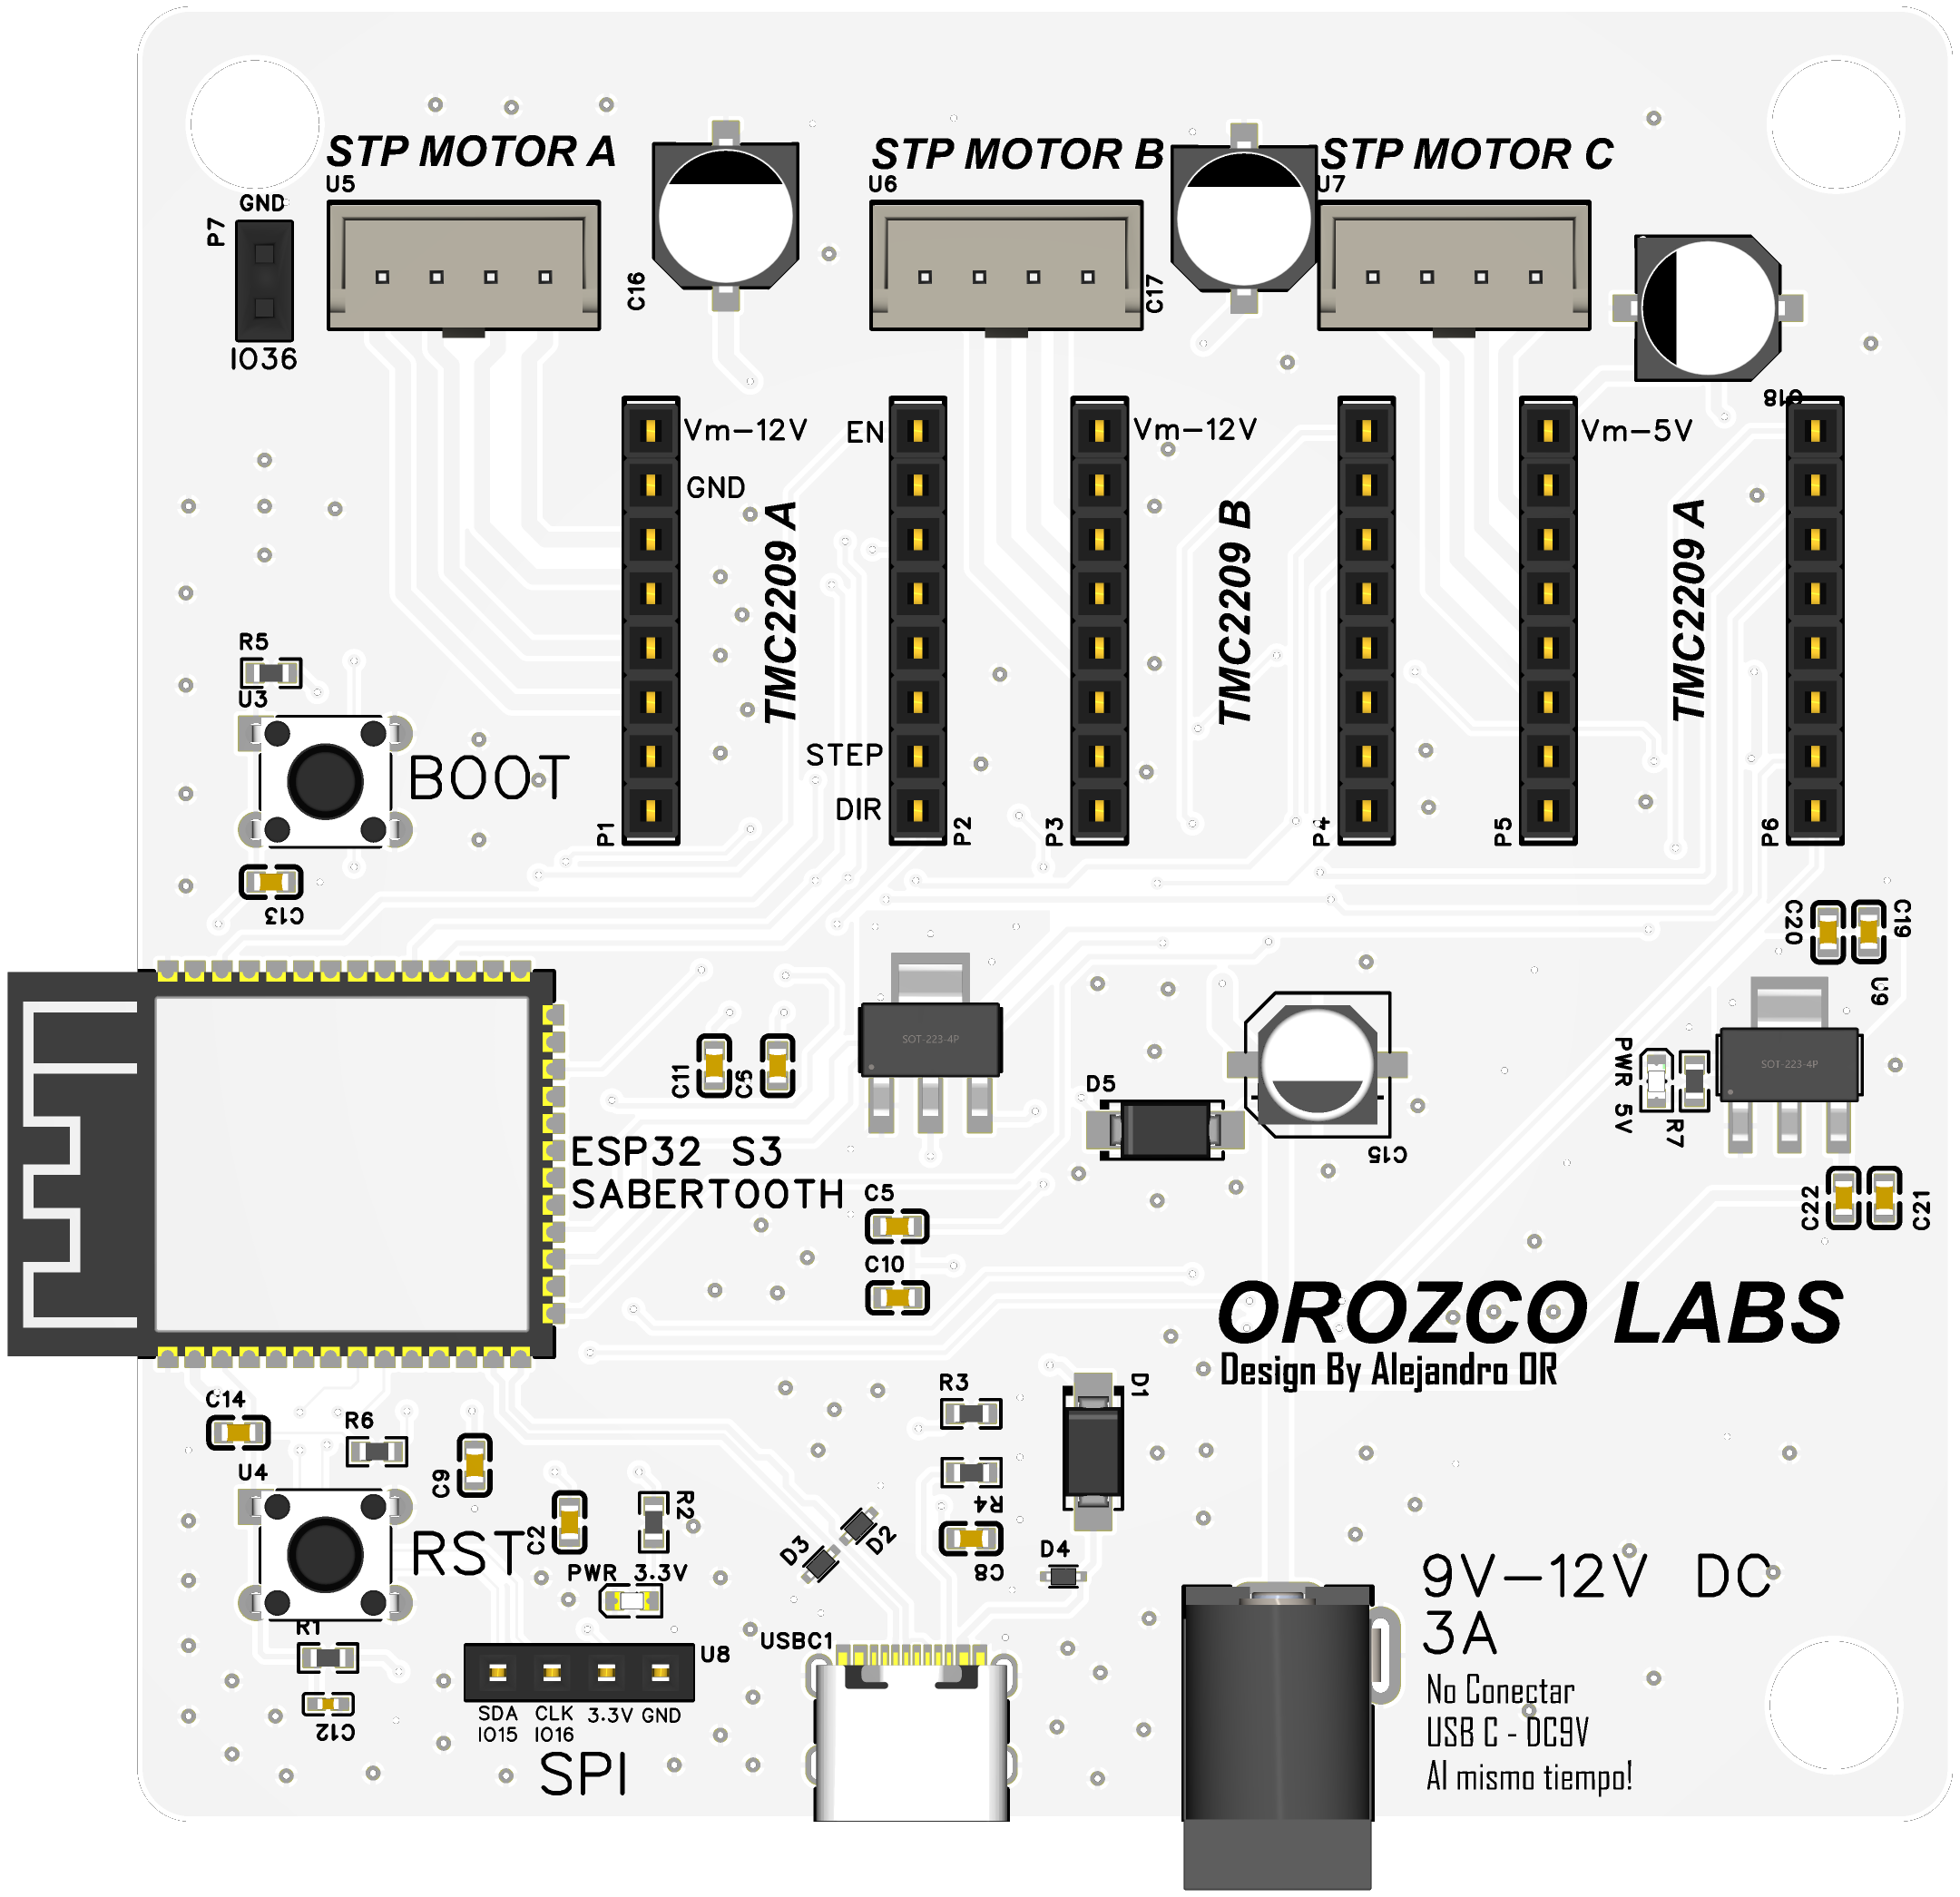 STP MOTOR A
STP MOTOR B
STP MOTOR C
U5
U6
U7
GND
P7
IO36
C16
C17
C18
Vm-12V
EN
Vm-12V
Vm-5V
GND
TMC2209 A
TMC2209 B
TMC2209 A
STEP
DIR
P1
P2
P3
P4
P5
P6
R5
U3
BOOT
C13
C20
C19
U9
SOT-223-4P
SOT-223-4P
C11
D5
C15
PWR 5V
R7
ESP32 S3
SABERTOOTH
C5
C10
C22
C21
OROZCO LABS
Design By Alejandro OR
C14
R6
R3
D1
U4
C9
R4
RST
C2
R2
D3
D2
C8
D4
PWR 3.3V
9V-12V DC
3A
R1
C12
USBC1
U8
SDA
IO15
CLK
IO16
3.3V
GND
SPI
No Conectar
USB C - DC9V
Al mismo tiempo!